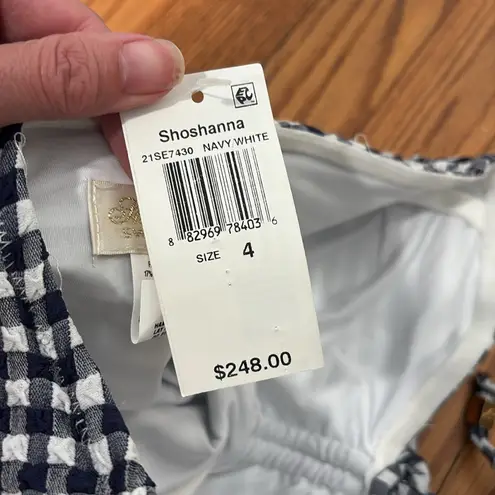 Shoshanna
21SE7430 NAVY/WHITE
8 82969 78403 6
SIZE 4
$248.00